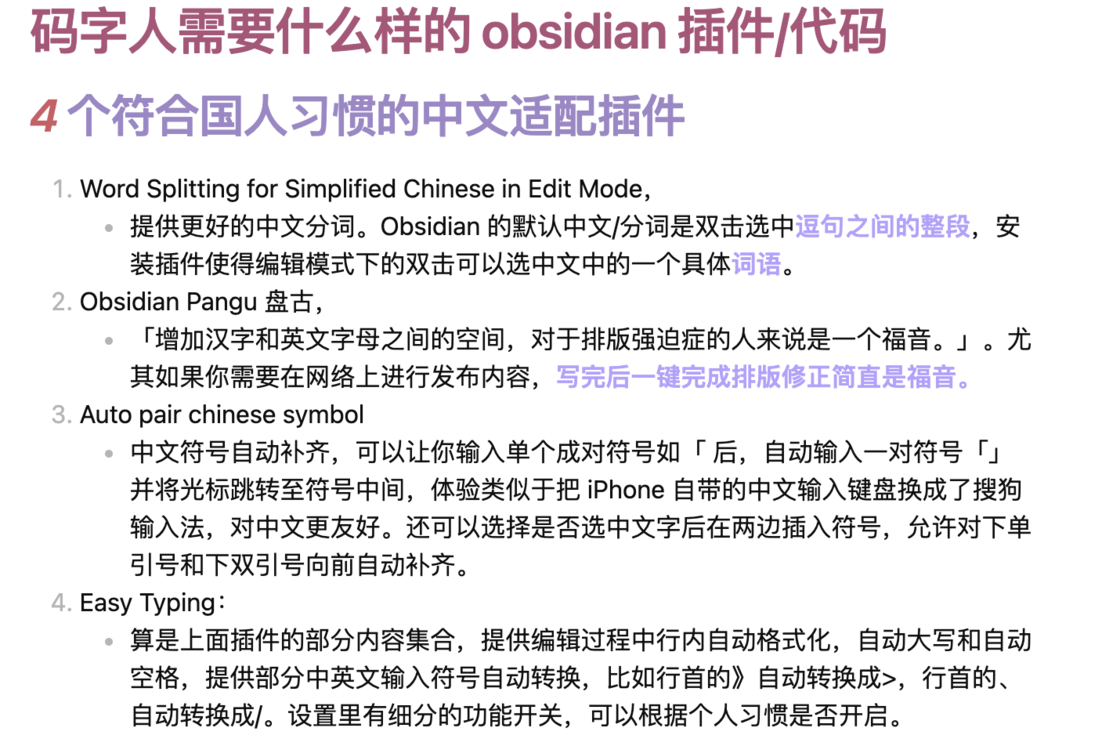 码字人需要什么样的 obsidian 插件/代码
4 个符合国人习惯的中文适配插件
1. Word Splitting for Simplified Chinese in Edit Mode，
• 提供更好的中文分词。Obsidian 的默认中文/分词是双击选中逗句之间的整段，安
装插件使得编辑模式下的双击可以选中文中的一个具体词语。
2. Obsidian Pangu 盘古，
• 「增加汉字和英文字母之间的空间，对于排版强迫症的人来说是一个福音。」。尤
其如果你需要在网络上进行发布内容，写完后一键完成排版修正简直是福音。
3. Auto pair chinese symbol
• 中文符号自动补齐，可以让你输入单个成对符号如「 后，自动输入一对符号「」
并将光标跳转至符号中间，体验类似于把 iPhone 自带的中文输入键盘换成了搜狗
输入法，对中文更友好。还可以选择是否选中文字后在两边插入符号，允许对下单
引号和下双引号向前自动补齐。
4. Easy Typing：
• 算是上面插件的部分内容集合，提供编辑过程中行内自动格式化，自动大写和自动
空格，提供部分中英文输入符号自动转换，比如行首的》自动转换成>，行首的、
自动转换成/。设置里有细分的功能开关，可以根据个人习惯是否开启。